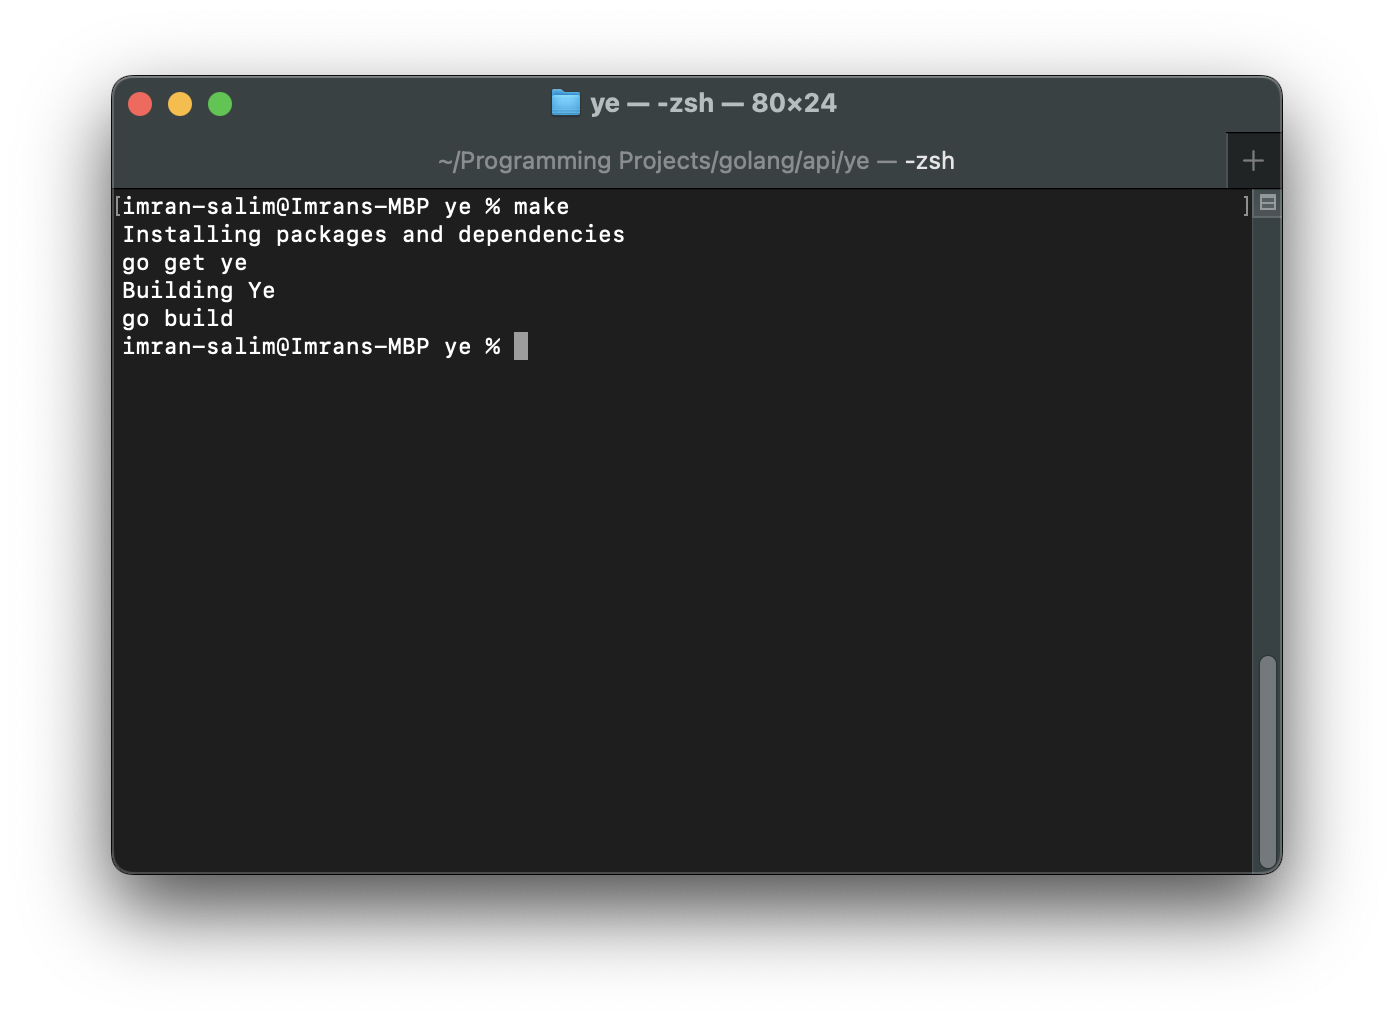 ye — -zsh — 80×24
~/Programming Projects/golang/api/ye — -zsh
[imran-salim@Imrans-MBP ye % make ]
Installing packages and dependencies
go get ye
Building Ye
go build
imran-salim@Imrans-MBP ye %